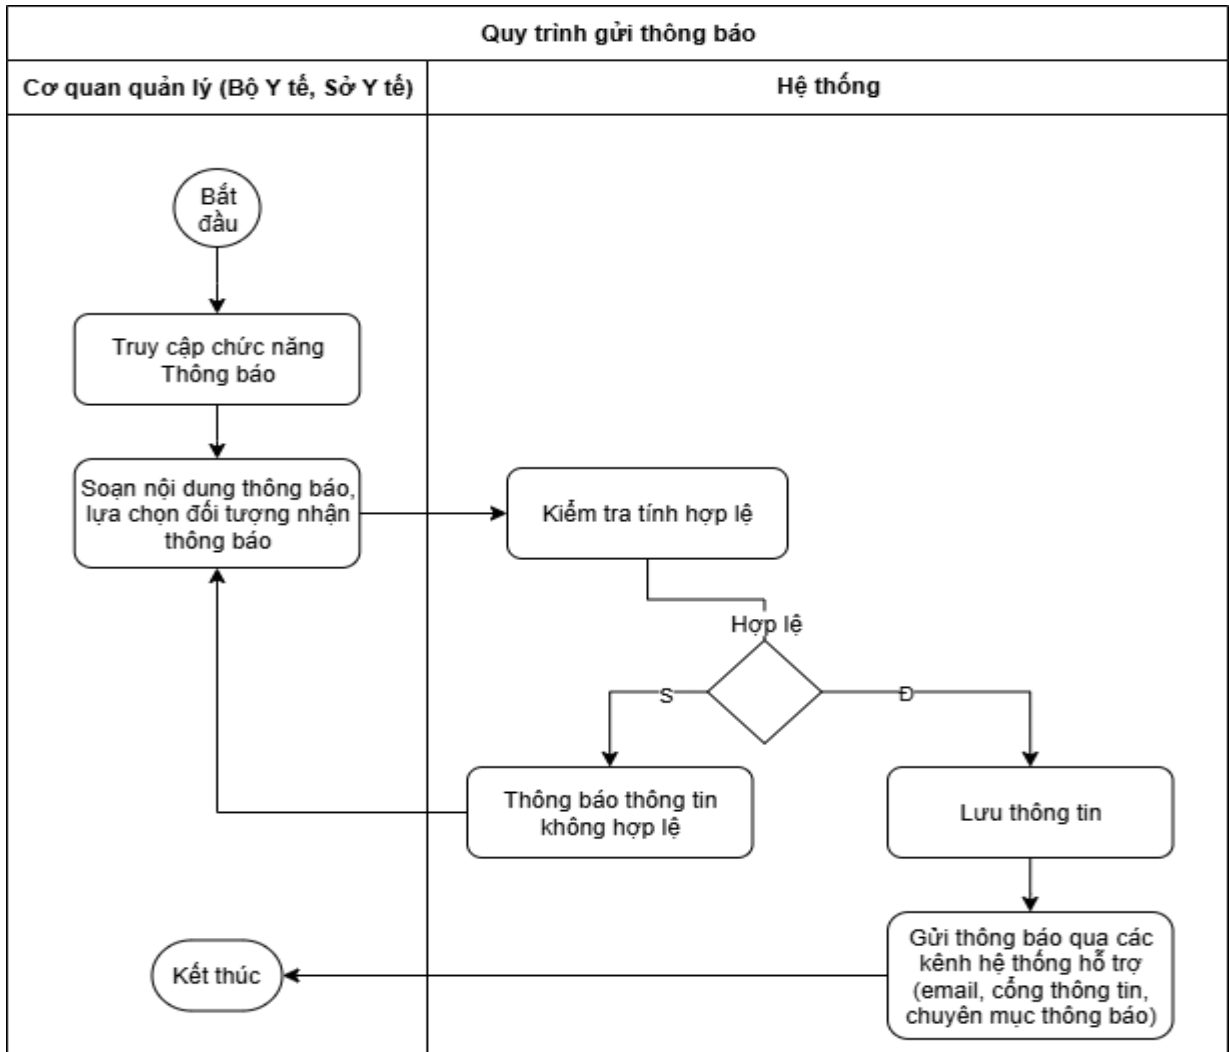 Quy trình gửi thông báo
Cơ quan quản lý (Bộ Y tế, Sở Y tế)
Hệ thống
Bắt
đầu
Truy cập chức năng
Thông báo
Soạn nội dung thông báo,
lựa chọn đối tượng nhận
thông báo
Kiểm tra tính hợp lệ
Hợp lệ
S
Đ
Thông báo thông tin
không hợp lệ
Lưu thông tin
Gửi thông báo qua các
kênh hệ thống hỗ trợ
(email, cổng thông tin,
chuyên mục thông báo)
Kết thúc